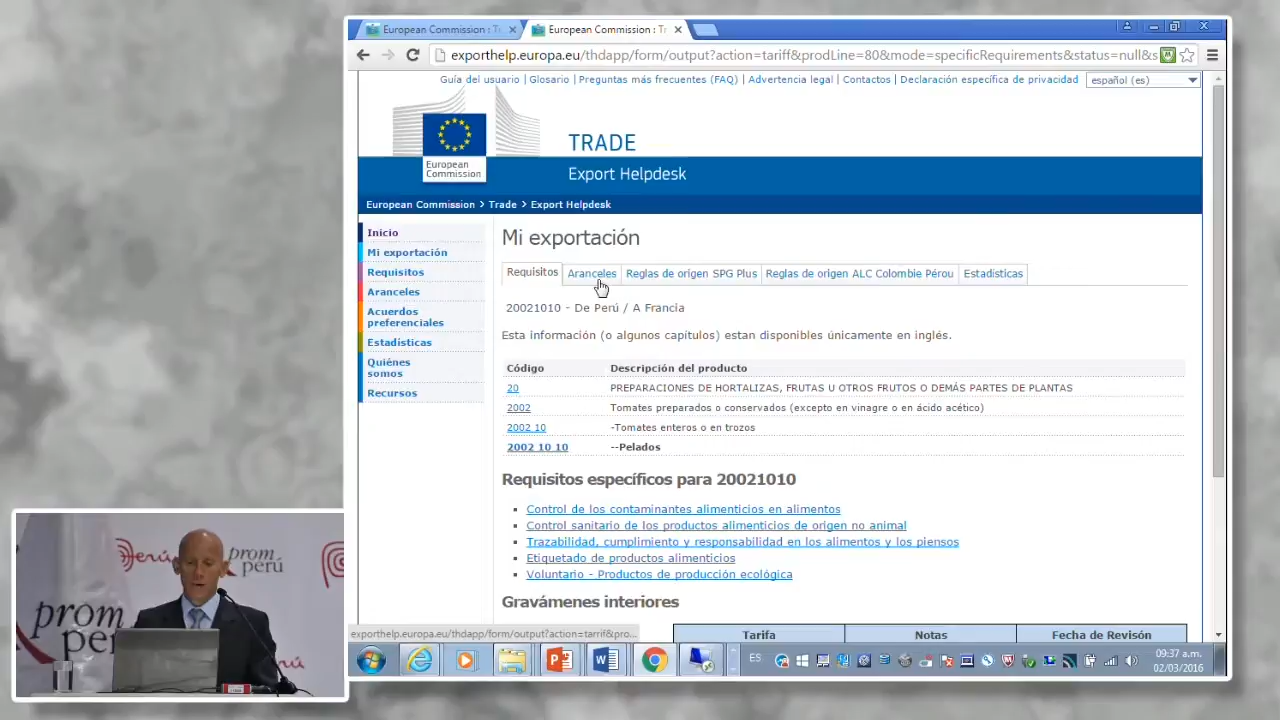 European Commission : Tr
European Commission : Tr
exporthelp.europa.eu/thdapp/form/output?action=tariff&prodLine=80&mode=specificRequirements&status=null&s
Guía del usuario | Glosario | Preguntas más frecuentes (FAQ) | Advertencia legal | Contactos | Declaración específica de privacidad
español (es)
European
Commission
TRADE
Export Helpdesk
European Commission > Trade > Export Helpdesk
Inicio
Mi exportación
Requisitos
Aranceles
Acuerdos
preferenciales
Estadísticas
Quiénes
somos
Recursos
Mi exportación
Requisitos
Aranceles
Reglas de origen SPG Plus
Reglas de origen ALC Colombie Pérou
Estadísticas
20021010 - De Perú / A Francia
Esta información (o algunos capítulos) estan disponibles únicamente en inglés.
Código Descripción del producto
20 PREPARACIONES DE HORTALIZAS, FRUTAS U OTROS FRUTOS O DEMÁS PARTES DE PLANTAS
2002 Tomates preparados o conservados (excepto en vinagre o en ácido acético)
2002 10 -Tomates enteros o en trozos
2002 10 10 --Pelados
Requisitos específicos para 20021010
Control de los contaminantes alimenticios en alimentos
Control sanitario de los productos alimenticios de origen no animal
Trazabilidad, cumplimiento y responsabilidad en los alimentos y los piensos
Etiquetado de productos alimenticios
Voluntario - Productos de producción ecológica
Gravámenes interiores
Tarifa Notas Fecha de Revisón
exporthelp.europa.eu/thdapp/form/output?action=tarrif&pro...
ES
09:37 a.m.
02/03/2016
Perú
prom
perú
prom
perú